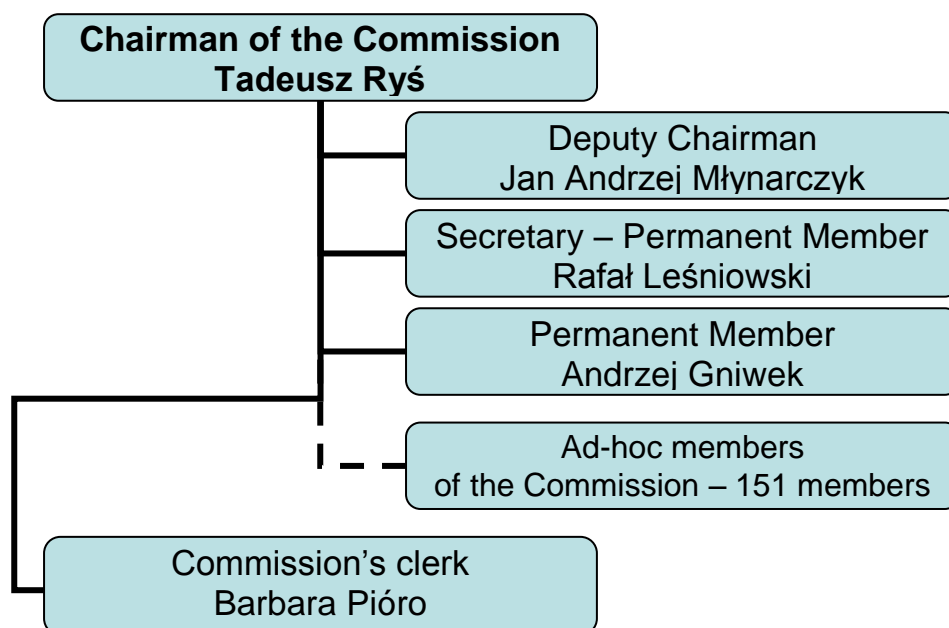 Chairman of the Commission
Tadeusz Ryś
Deputy Chairman
Jan Andrzej Młynarczyk
Secretary – Permanent Member
Rafał Leśniowski
Permanent Member
Andrzej Gniwek
Ad-hoc members
of the Commission – 151 members
Commission’s clerk
Barbara Pióro